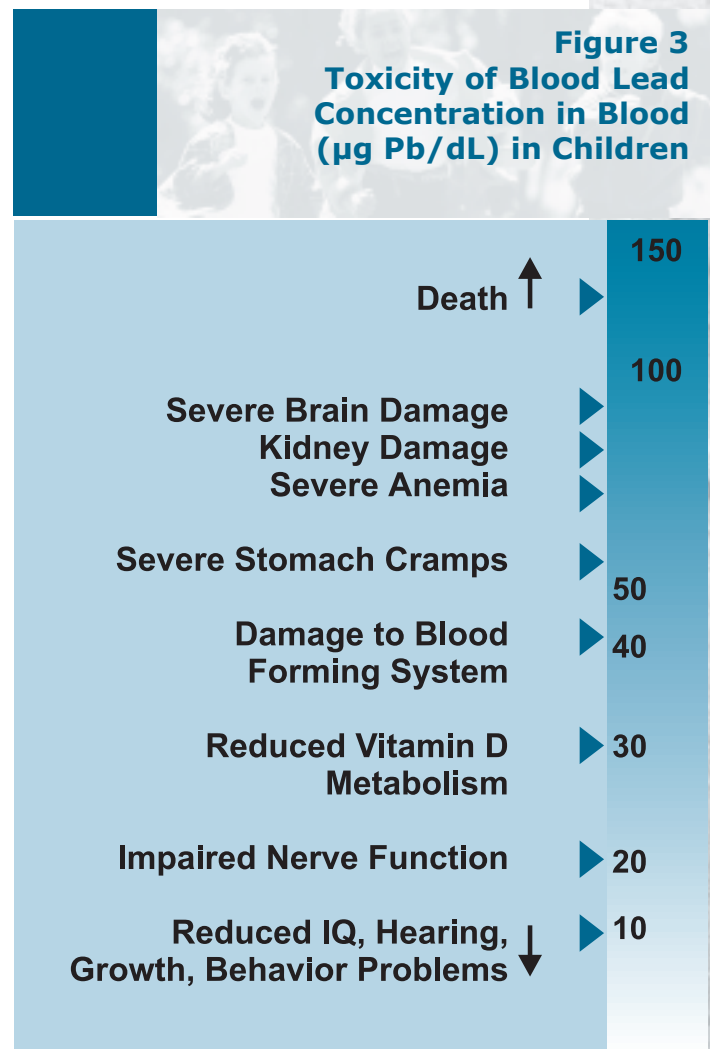 Figure 3
Toxicity of Blood Lead
Concentration in Blood
(µg Pb/dL) in Children
150
Death
100
Severe Brain Damage
Kidney Damage
Severe Anemia
Severe Stomach Cramps
50
Damage to Blood
40
Forming System
Reduced Vitamin D
30
Metabolism
Impaired Nerve Function
20
Reduced IQ, Hearing,
10
Growth, Behavior Problems